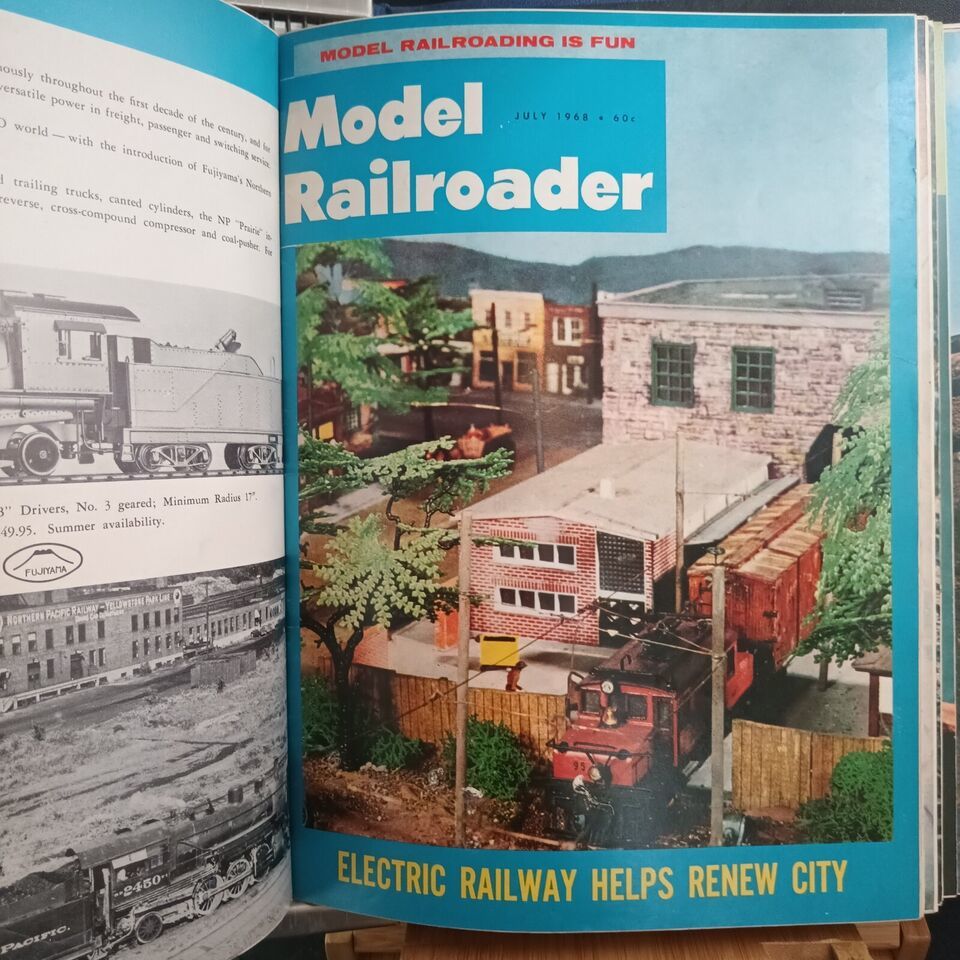 nously throughout the first decade of the century, and for
versatile power in freight, passenger and switching service.
O world — with the introduction of Fujiyama's Northern
d trailing trucks, canted cylinders, the NP "Prairie" in-
reverse, cross-compound compressor and coal-pusher. For
3" Drivers, No. 3 geared; Minimum Radius 17".
49.95. Summer availability.
FUJIYAMA
NORTHERN PACIFIC RAILWAY — YELLOWSTONE PARK LINE
2450
PACIFIC.
MODEL RAILROADING IS FUN
Model
JULY 1968 • 60c
Railroader
95
ELECTRIC RAILWAY HELPS RENEW CITY